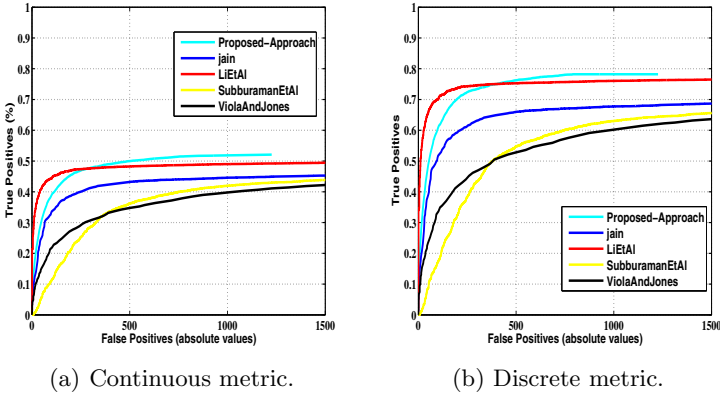 1
0.9
0.8
0.7
0.6
0.5
0.4
0.3
0.2
0.1
0
True Positives (%)
Proposed-Approach
jain
LiEtAl
SubburamanEtAl
ViolaAndJones
0
500
1000
1500
False Positives (absolute values)
(a) Continuous metric.
1
0.9
0.8
0.7
0.6
0.5
0.4
0.3
0.2
0.1
0
True Positives
Proposed-Approach
jain
LiEtAl
SubburamanEtAl
ViolaAndJones
0
500
1000
1500
False Positives (absolute values)
(b) Discrete metric.